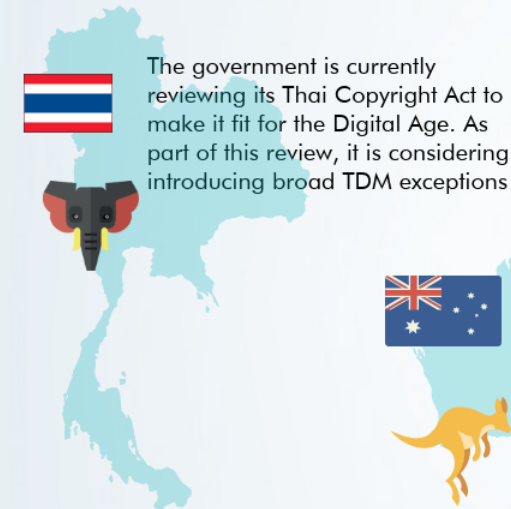 The government is currently
reviewing its Thai Copyright Act to
make it fit for the Digital Age. As
part of this review, it is considering
introducing broad TDM exceptions